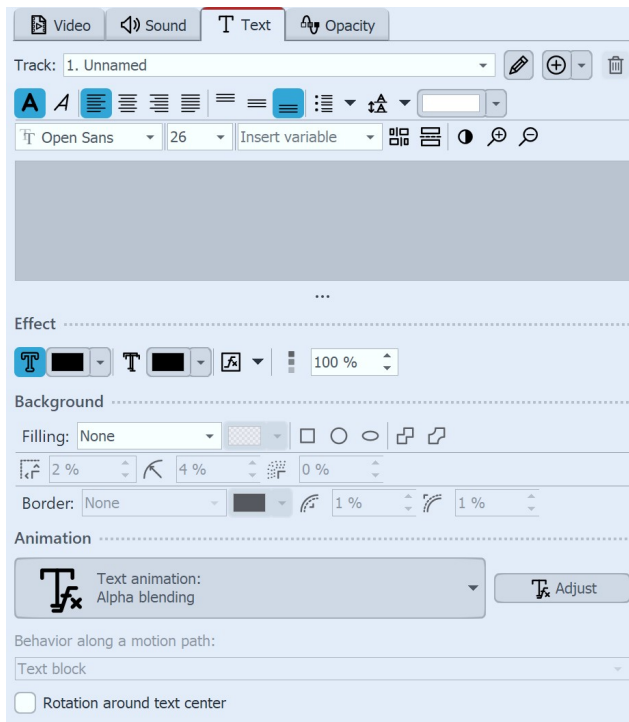 Video Sound Text Opacity
Track: 1. Unnamed
Open Sans 26 Insert variable
...
Effect
100 %
Background
Filling: None
2 % 4 % 0 %
Border: None 1 % 1 %
Animation
Text animation:
Alpha blending
Adjust
Behavior along a motion path:
Text block
Rotation around text center